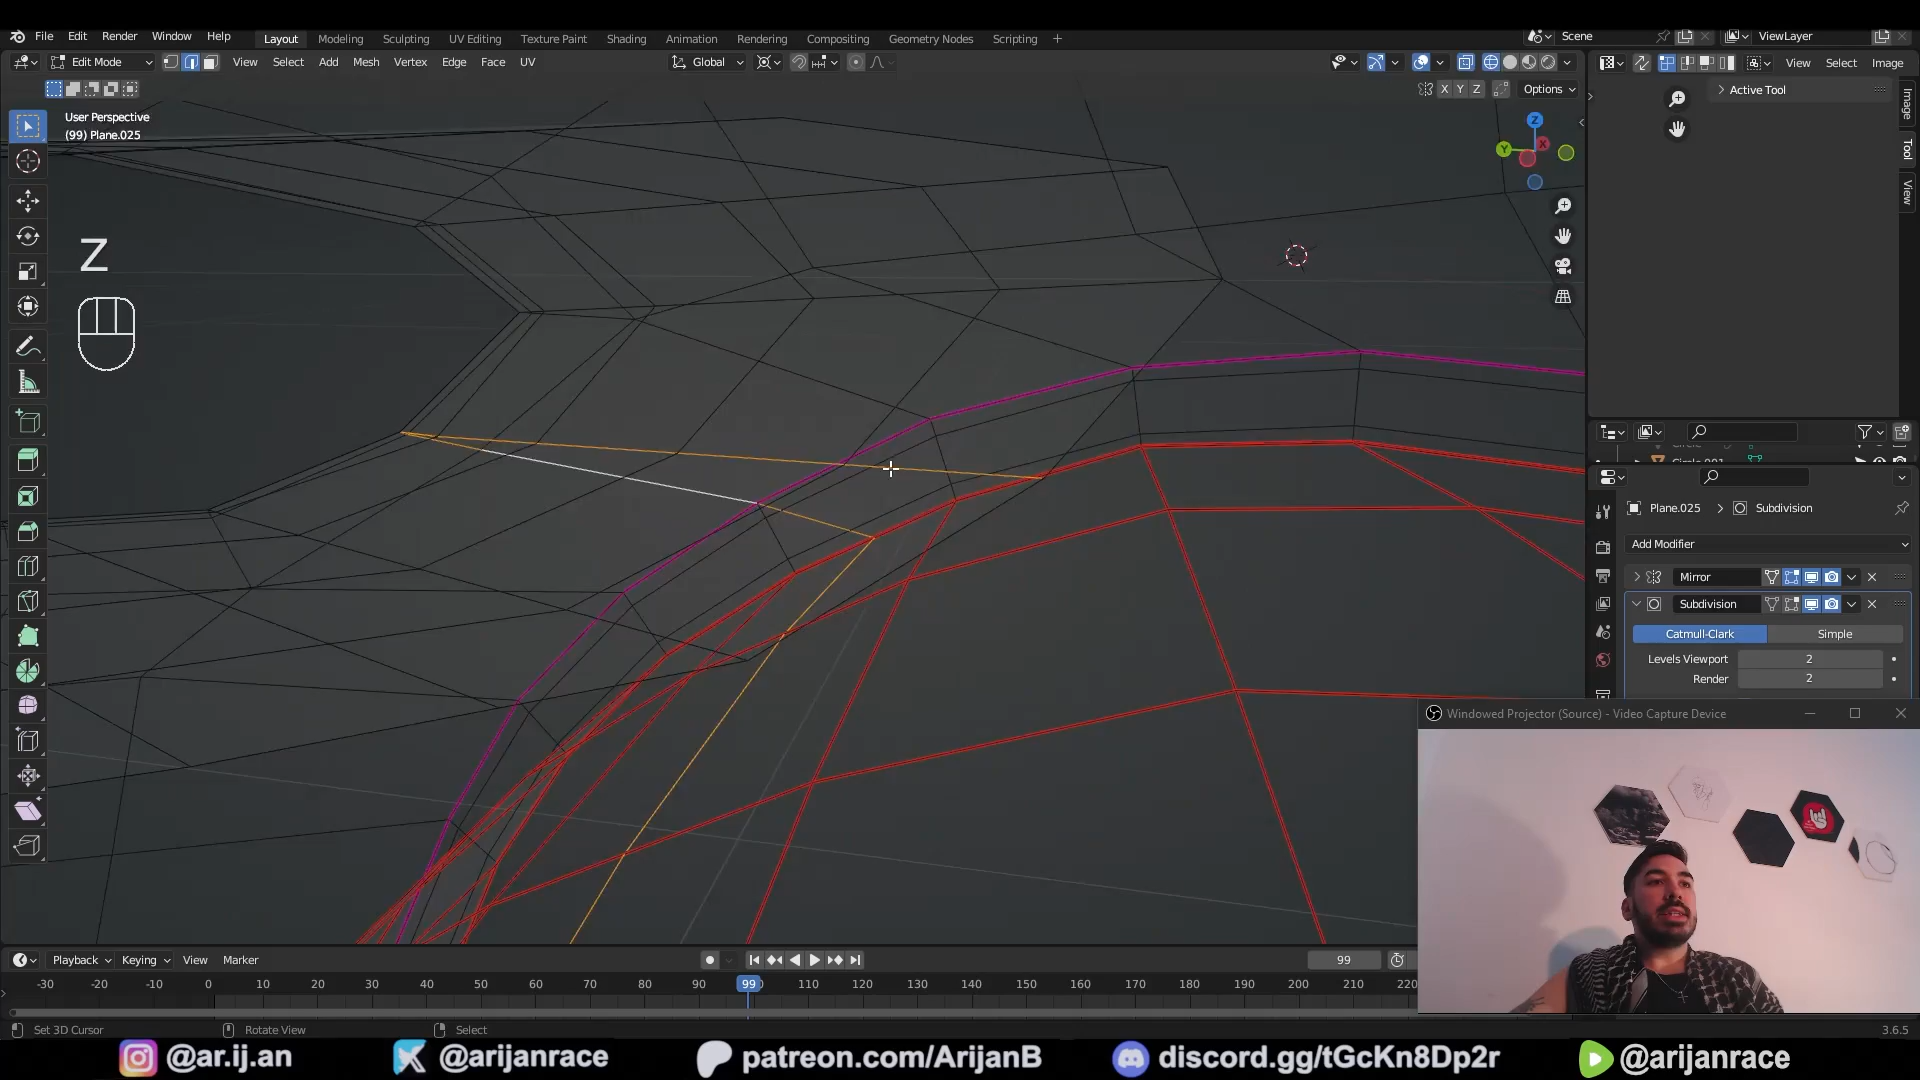 File Edit Render Window Help Layout Modeling Sculpting UV Editing Texture Paint Shading Animation Rendering Compositing Geometry Nodes Scripting + Scene ViewLayer
Edit Mode View Select Add Mesh Vertex Edge Face UV Global View Select Image
X Y Z Options
Active Tool
User Perspective
(99) Plane.025
Z
Y
X
Image
Tool
View
Z
Plane.025 > Subdivision
Add Modifier
Mirror
Subdivision
Catmull-Clark Simple
Levels Viewport 2
Render 2
Windowed Projector (Source) - Video Capture Device
Playback Keying View Marker 99
-30 -20 -10 0 10 20 30 40 50 60 70 80 90 99 110 120 130 140 150 160 170 180 190 200 210 220
Set 3D Cursor Rotate View Select 3.6.5
@ar.ij.an @arijanrace patreon.com/ArijanB discord.gg/tGcKn8Dp2r @arijanrace